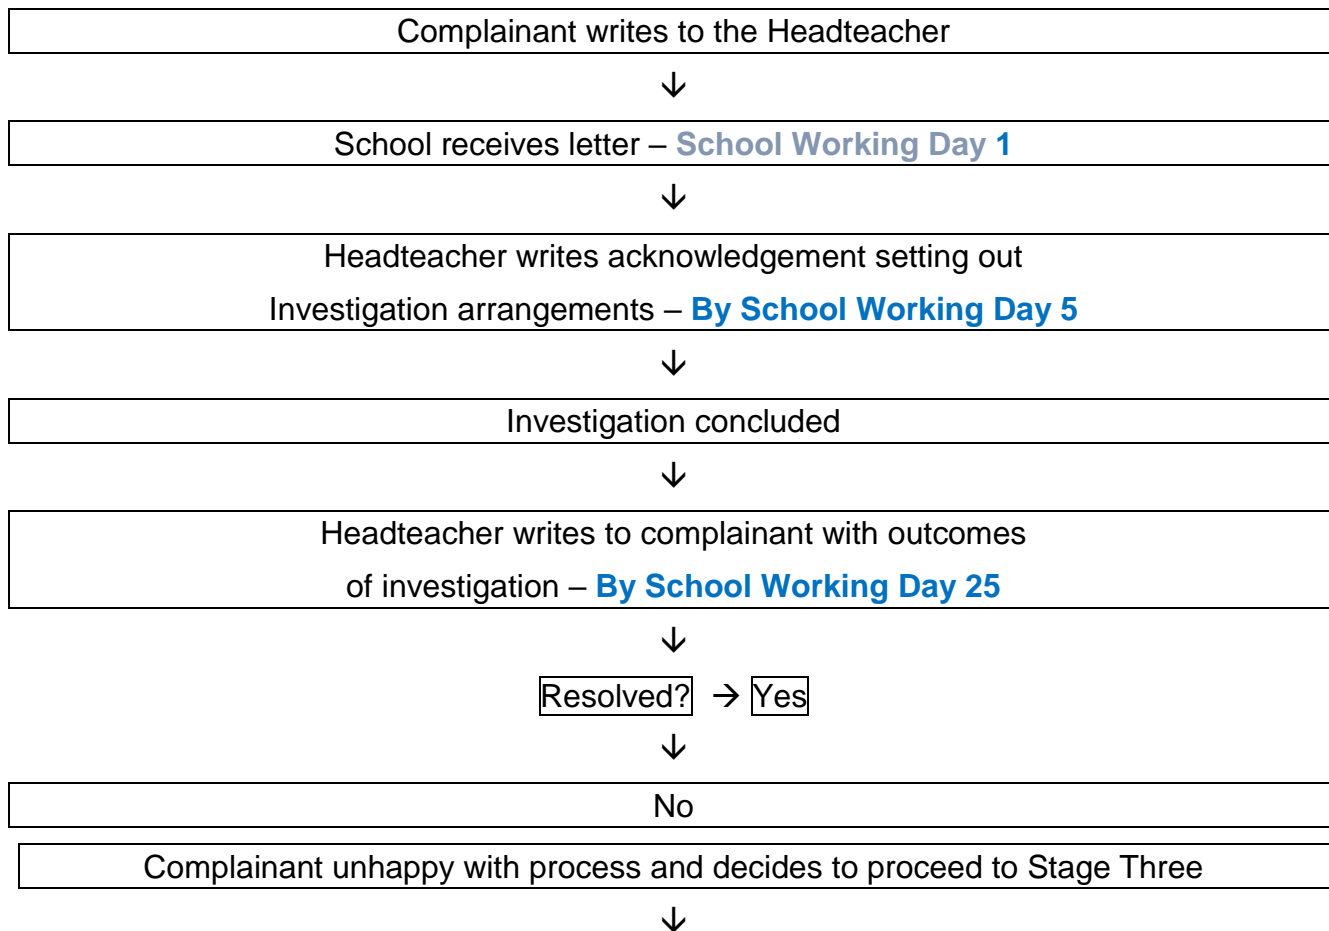 Complainant writes to the Headteacher
↓
School receives letter – School Working Day 1
↓
Headteacher writes acknowledgement setting out
Investigation arrangements – By School Working Day 5
↓
Investigation concluded
↓
Headteacher writes to complainant with outcomes
of investigation – By School Working Day 25
↓
Resolved? → Yes
↓
No
Complainant unhappy with process and decides to proceed to Stage Three
↓